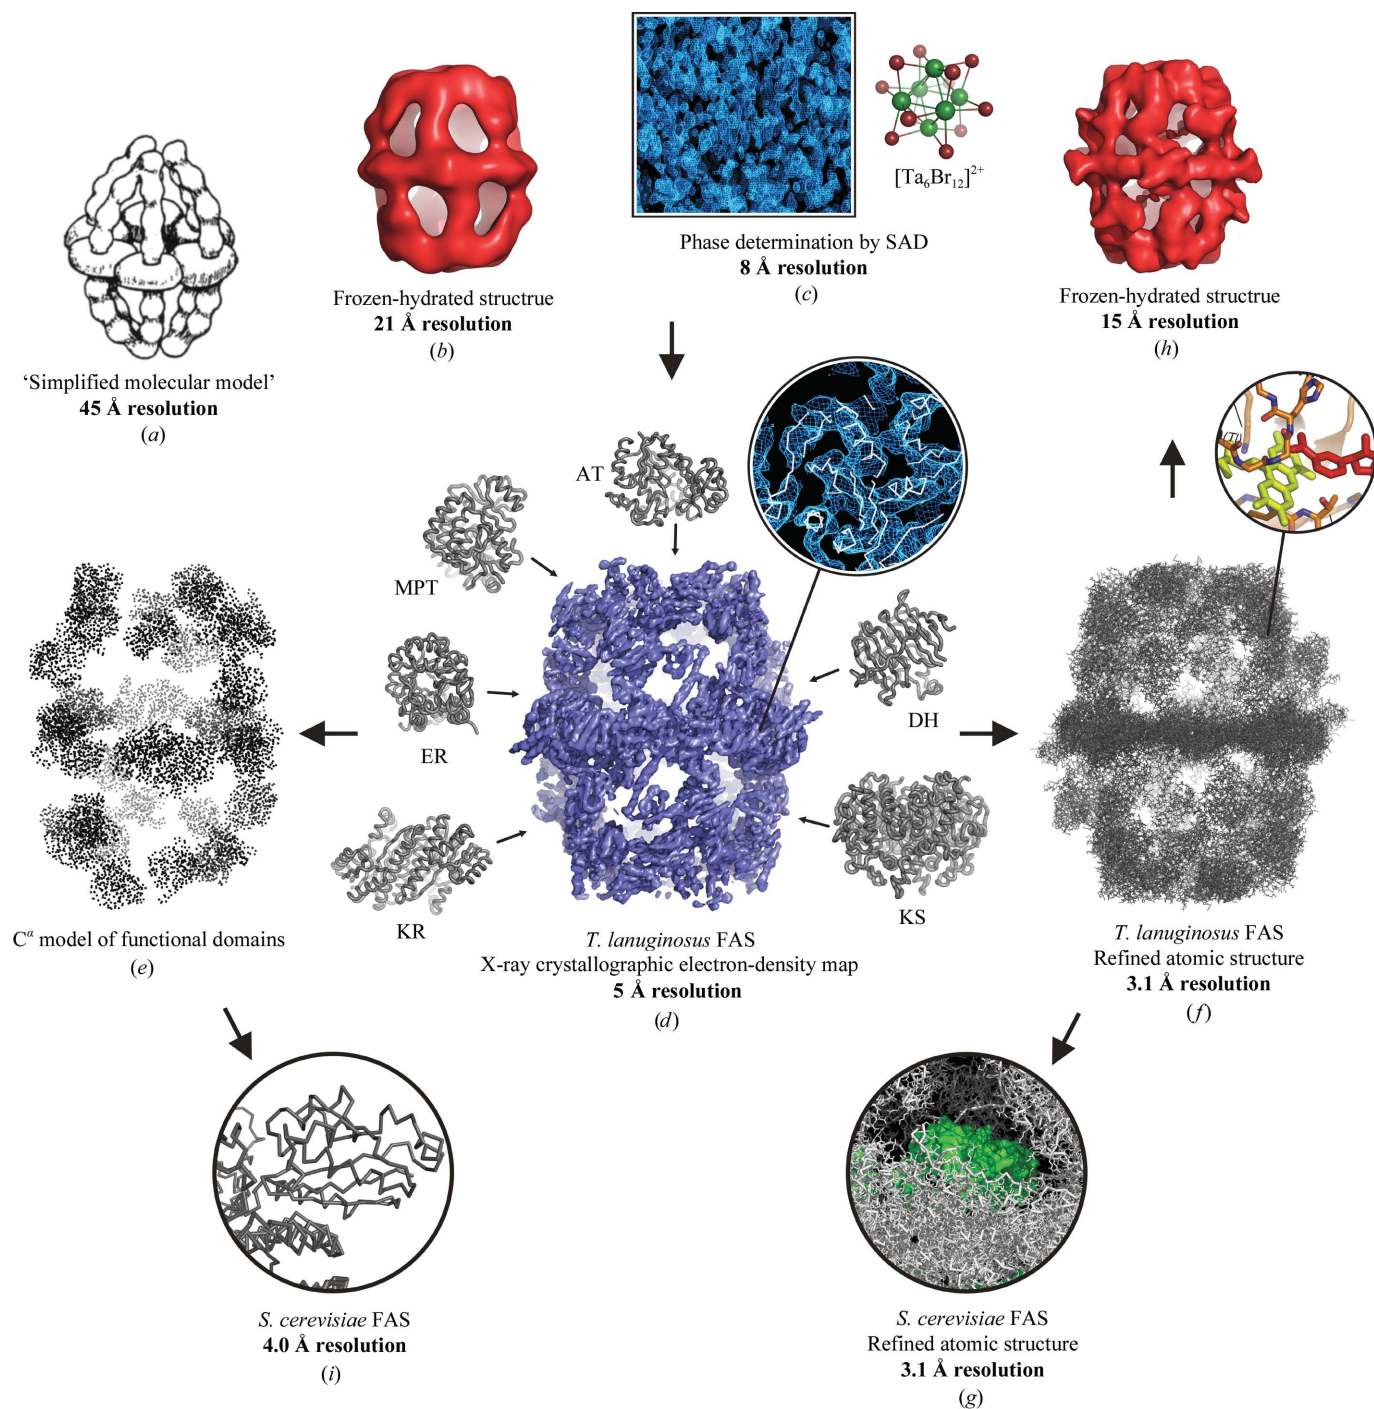 'Simplified molecular model'
45 Å resolution
(a)
Frozen-hydrated structrue
21 Å resolution
(b)
[Ta6Br12]2+
Phase determination by SAD
8 Å resolution
(c)
Frozen-hydrated structrue
15 Å resolution
(h)
AT
MPT
ER
KR
DH
KS
Cα model of functional domains
(e)
T. lanuginosus FAS
X-ray crystallographic electron-density map
5 Å resolution
(d)
T. lanuginosus FAS
Refined atomic structure
3.1 Å resolution
(f)
S. cerevisiae FAS
4.0 Å resolution
(i)
S. cerevisiae FAS
Refined atomic structure
3.1 Å resolution
(g)